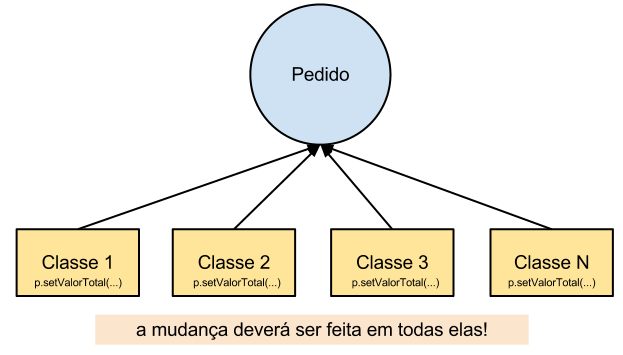 Pedido
Classe 1
p.setValorTotal(...)
Classe 2
p.setValorTotal(...)
Classe 3
p.setValorTotal(...)
Classe N
p.setValorTotal(...)
a mudança deverá ser feita em todas elas!